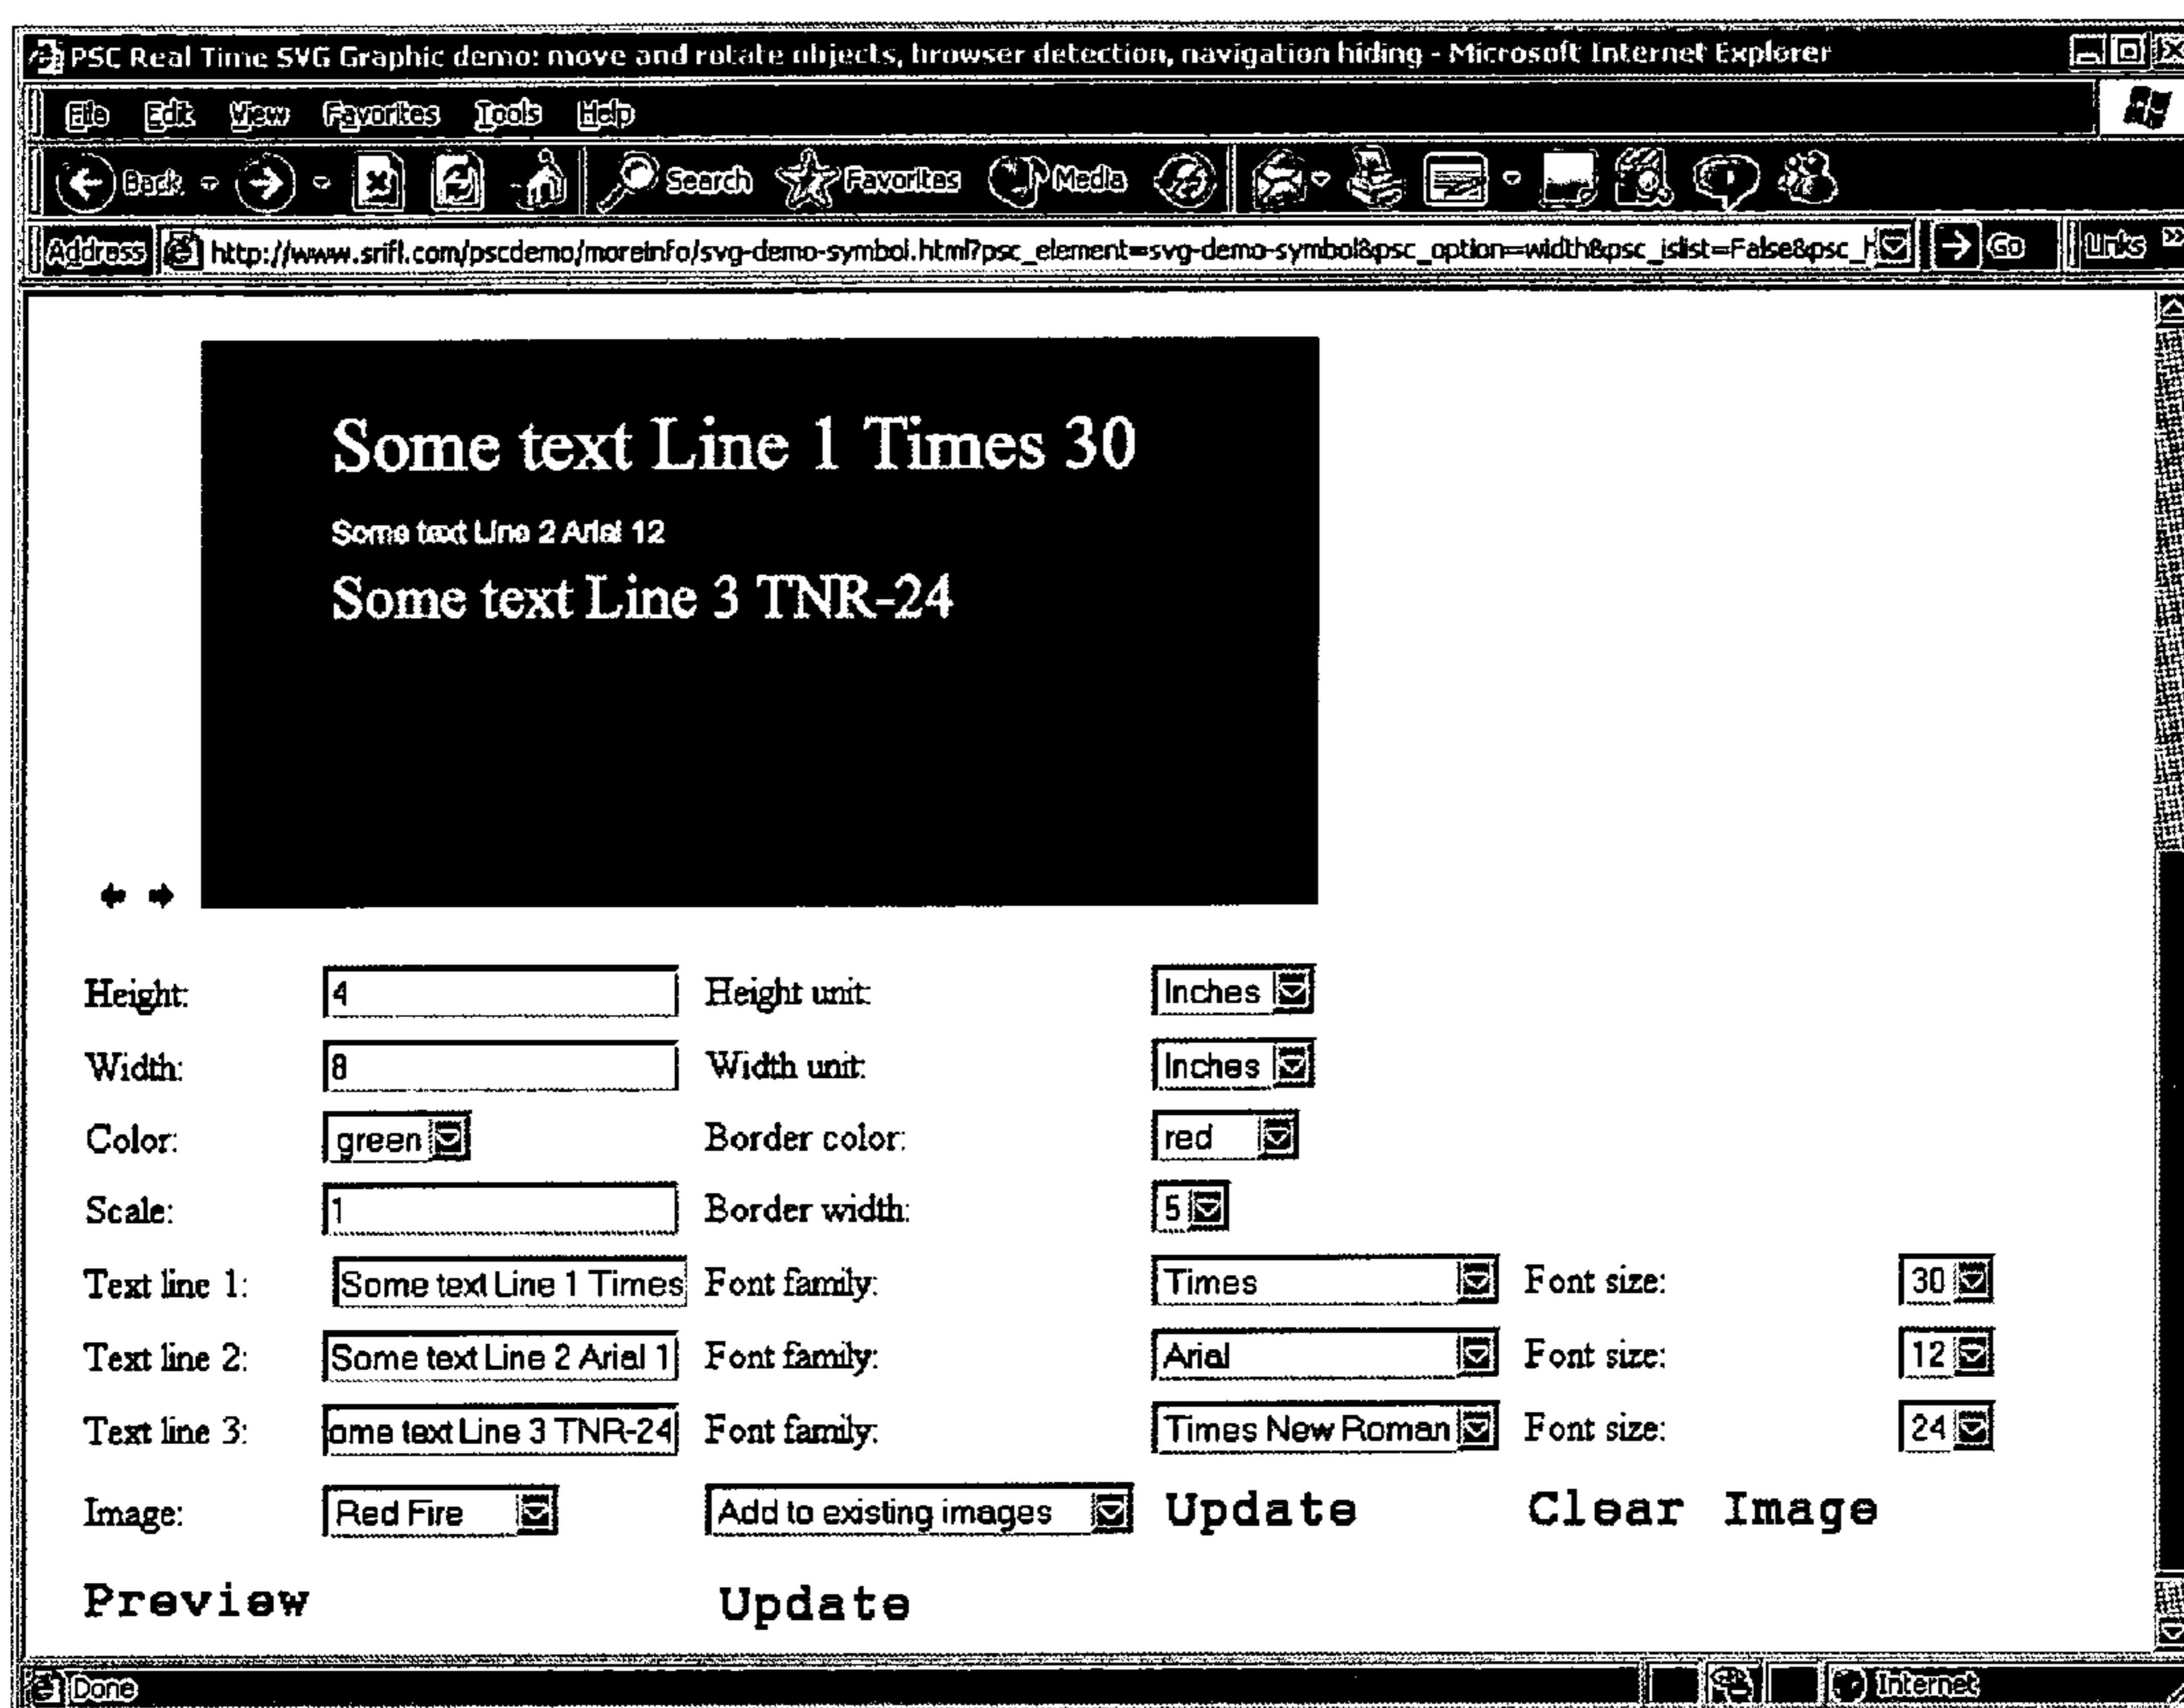 PSC Real Time SVG Graphic demo: move and rotate objects, browser detection, navigation hiding - Microsoft Internet Explorer
File Edit View Favorites Tools Help
Back Search Favorites Media
Address http://www.srifl.com/pscdemo/moreinfo/svg-demo-symbol.html?psc_element=svg-demo-symbol&psc_option=width&psc_islist=False&psc_ Go Links »
Some text Line 1 Times 30
Some text Line 2 Arial 12
Some text Line 3 TNR-24
Height: 4 Height unit: Inches
Width: 8 Width unit: Inches
Color: green Border color: red
Scale: 1 Border width: 5
Text line 1: Some text Line 1 Times Font family: Times Font size: 30
Text line 2: Some text Line 2 Arial 1 Font family: Arial Font size: 12
Text line 3: ome text Line 3 TNR-24 Font family: Times New Roman Font size: 24
Image: Red Fire Add to existing images Update Clear Image
Preview Update
Done Internet